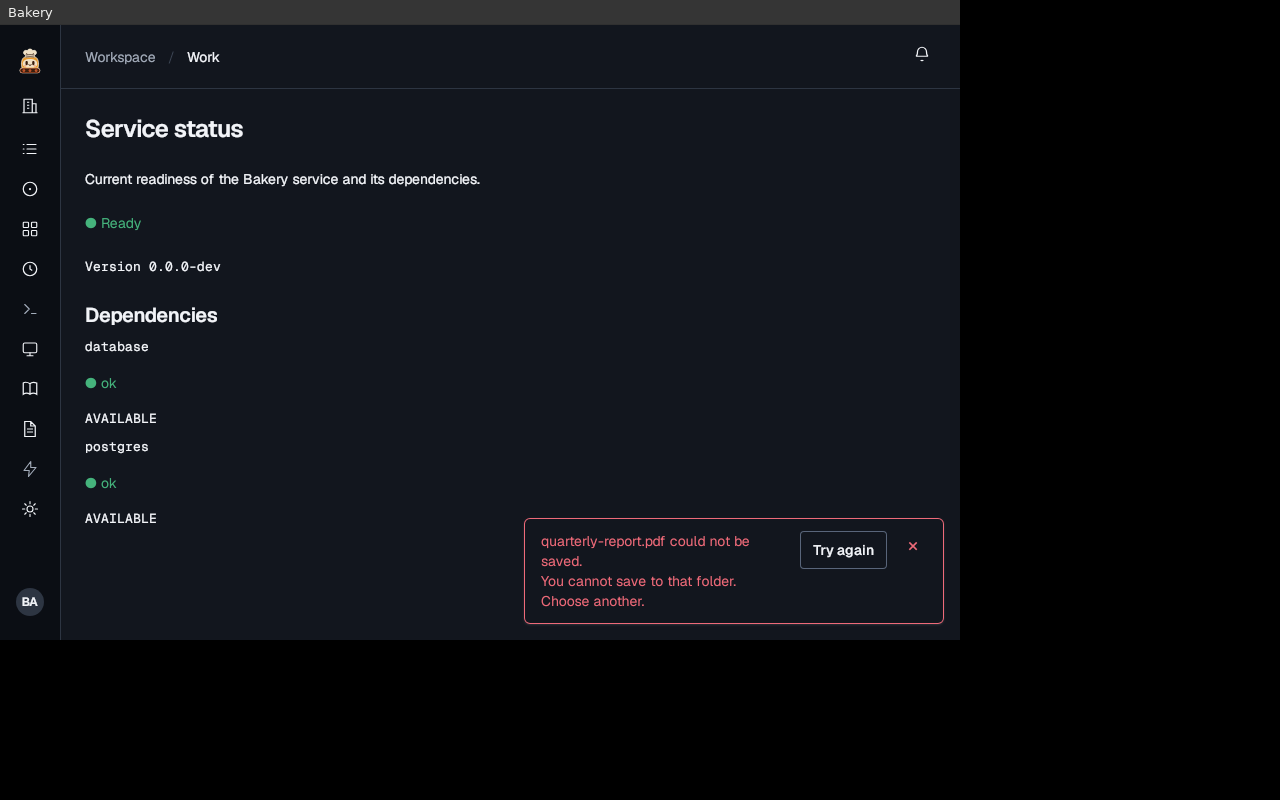 Bakery
Workspace / Work
Service status
Current readiness of the Bakery service and its dependencies.
Ready
Version 0.0.0-dev
Dependencies
database
ok
AVAILABLE
postgres
ok
AVAILABLE
quarterly-report.pdf could not be
saved.
You cannot save to that folder.
Choose another.
Try again
BA